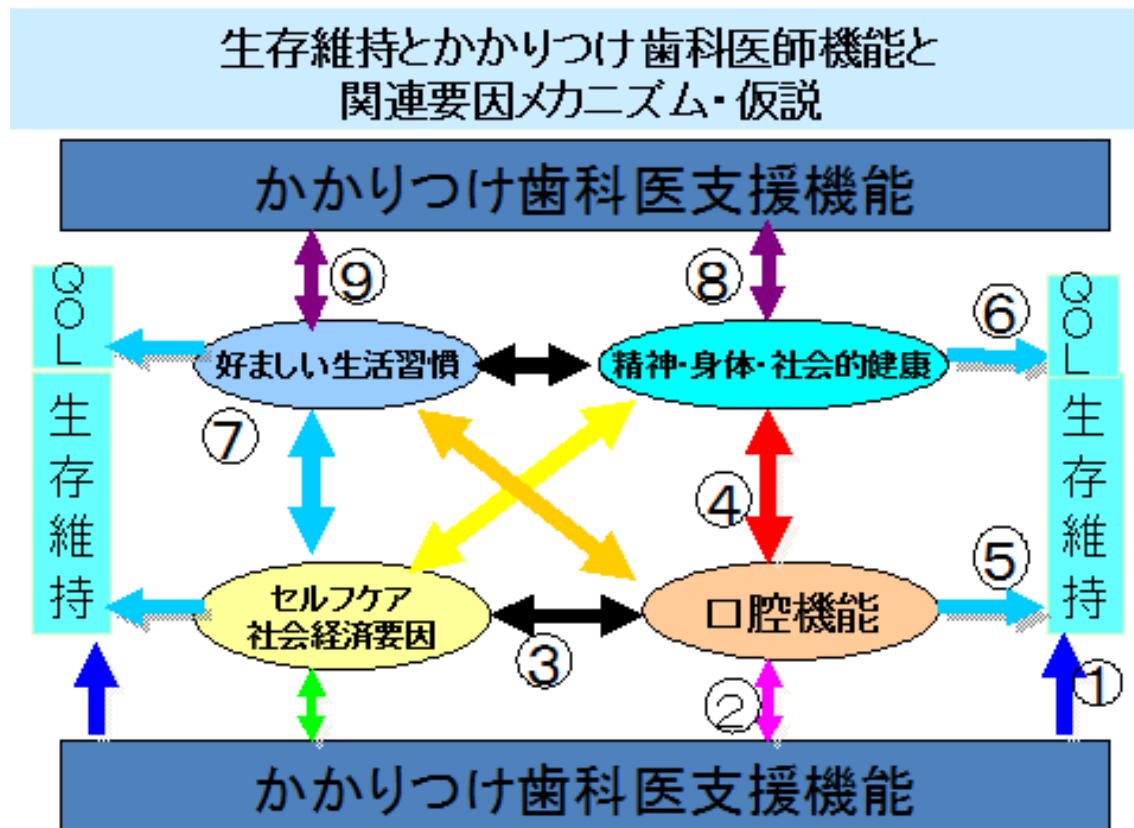 生存維持とかかりつけ歯科医師機能と
関連要因メカニズム・仮説
かかりつけ歯科医支援機能
⑨
⑧
QOL
⑥
QOL
好ましい生活習慣
精神・身体・社会的健康
⑦
生存維持
生存維持
④
⑤
セルフケア
社会経済要因
口腔機能
③
②
①
かかりつけ歯科医支援機能